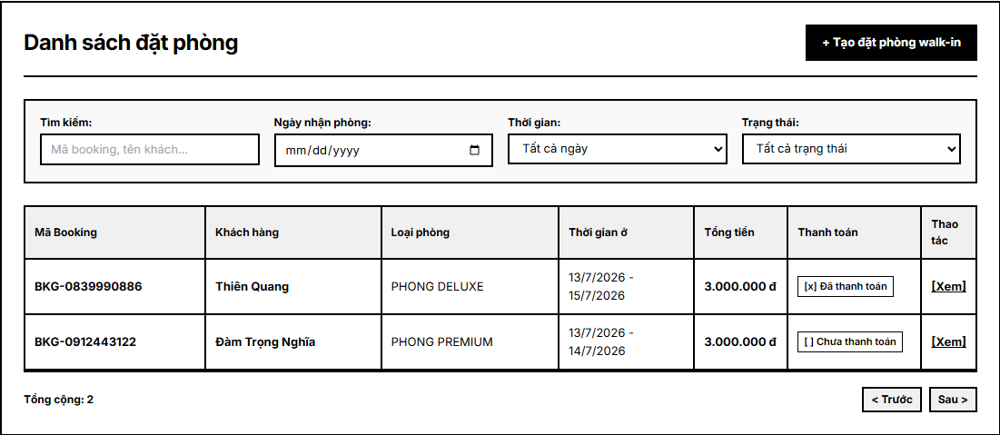 Danh sách đặt phòng
+ Tạo đặt phòng walk-in
Tìm kiếm:
Ngày nhận phòng:
Thời gian:
Trạng thái:
Mã booking, tên khách...
mm/dd/yyyy
Tất cả ngày
Tất cả trạng thái
Mã Booking
Khách hàng
Loại phòng
Thời gian ở
Tổng tiền
Thanh toán
Thao
tác
BKG-0839990886
Thiên Quang
PHONG DELUXE
13/7/2026 -
15/7/2026
3.000.000 đ
[x] Đã thanh toán
[Xem]
BKG-0912443122
Đàm Trọng Nghĩa
PHONG PREMIUM
13/7/2026 -
14/7/2026
3.000.000 đ
[ ] Chưa thanh toán
[Xem]
Tổng cộng: 2
< Trước
Sau >